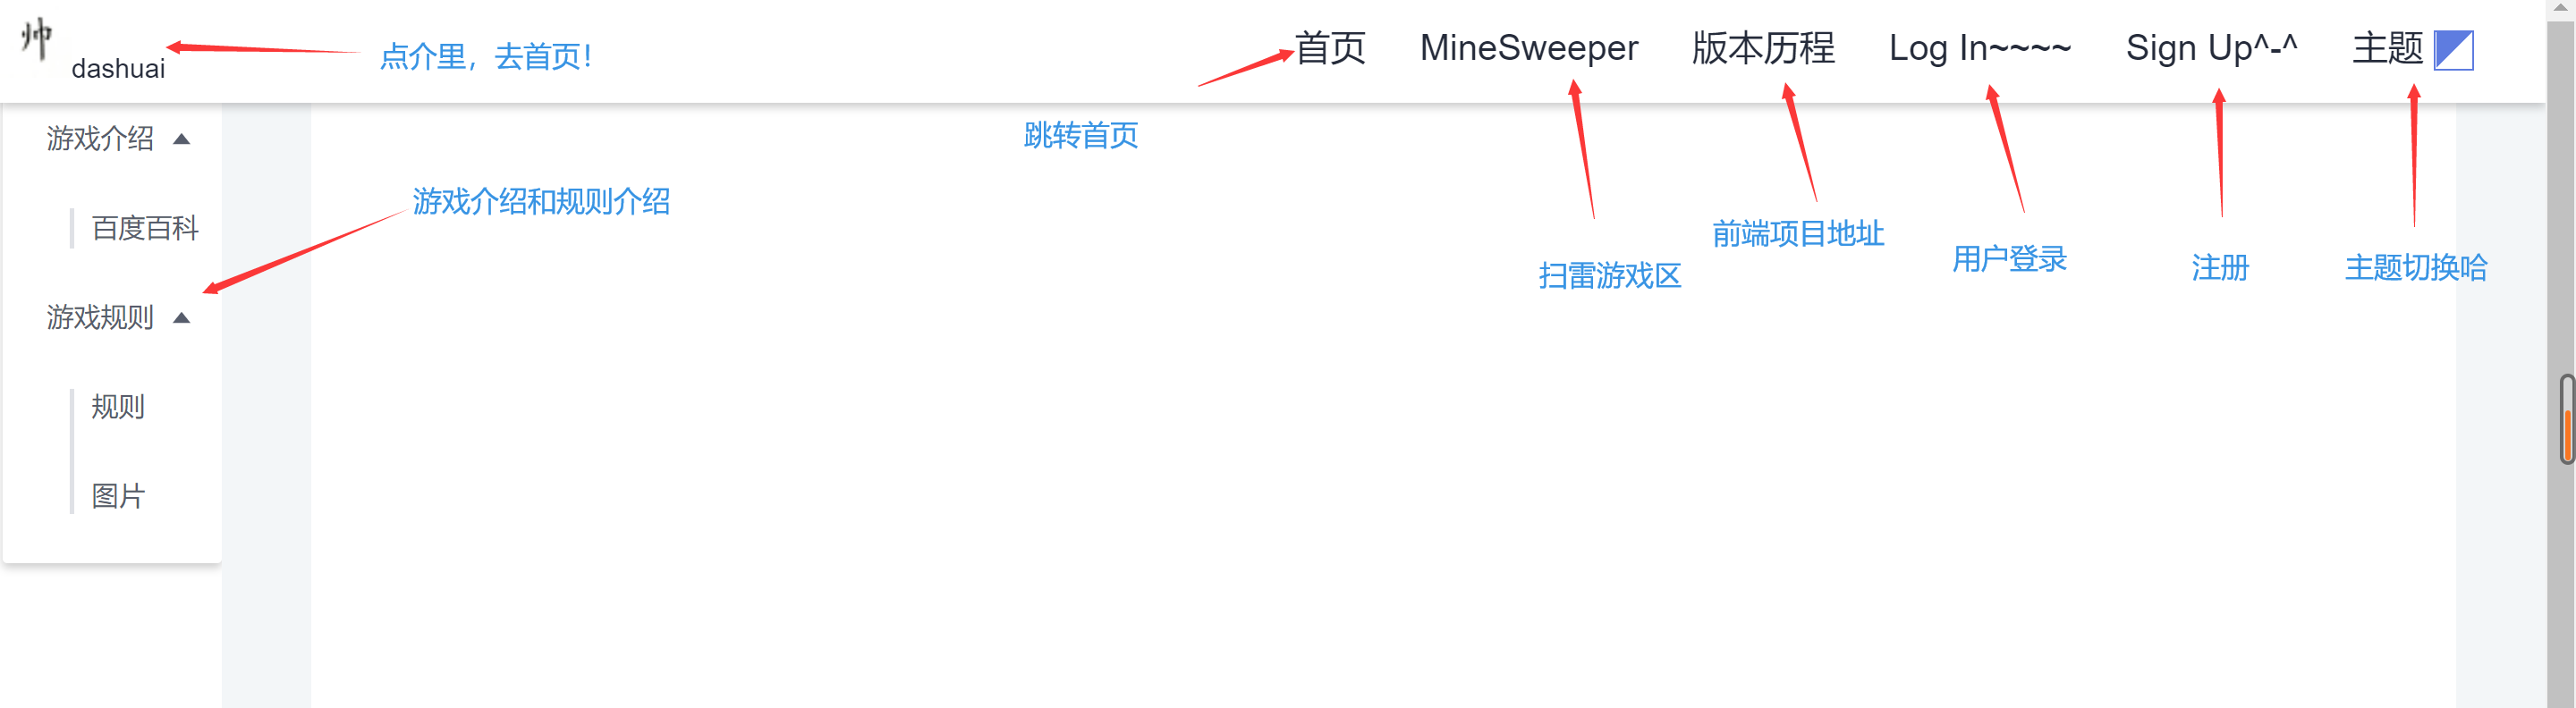 帅
dashuai
点介里，去首页！
首页
MineSweeper
版本历程
Log In~~~~
Sign Up^-^
主题
跳转首页
扫雷游戏区
前端项目地址
用户登录
注册
主题切换哈
游戏介绍
百度百科
游戏介绍和规则介绍
游戏规则
规则
图片